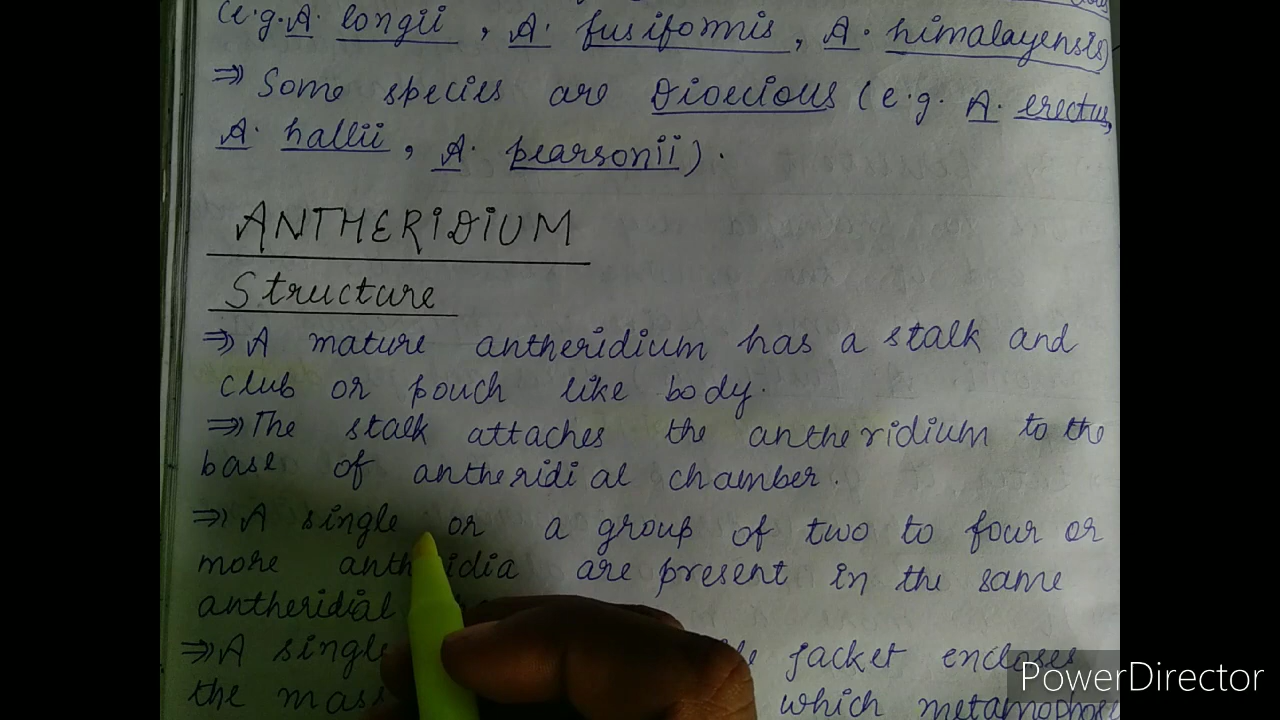 (e.g. A. longii, A. fusiformis, A. himalayensis)
⇒ Some species are Dioecious (e.g. A. erectus,
A. hallii, A. pearsonii).
ANTHERIDIUM
Structure
⇒ A mature antheridium has a stalk and
club or pouch like body.
⇒ The stalk attaches the antheridium to the
base of antheridial chamber.
⇒ A single or a group of two to four or
more antheridia are present in the same
antheridial
⇒ A single jacket encloses
the mass which
PowerDirector